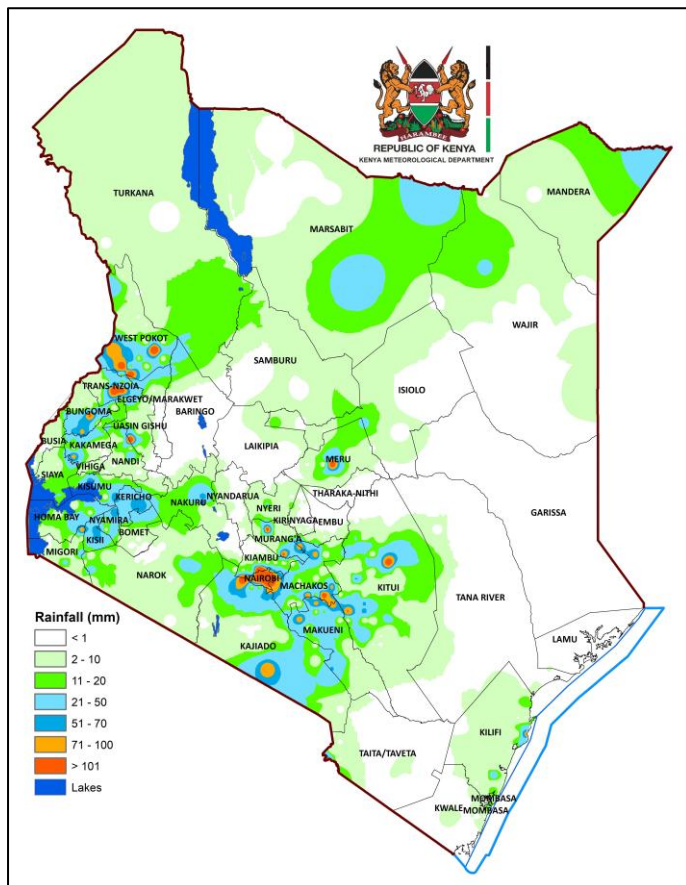 HARAMBEE
REPUBLIC OF KENYA
KENYA METEOROLOGICAL DEPARTMENT
TURKANA
MANDERA
MARSABIT
WAJIR
WEST POKOT
SAMBURU
ISIOLO
TRANS-NZOIA
ELGEYO/MARAKWET
BARINGO
BUNGOMA
UASIN GISHU
LAIKIPIA
BUSIA
KAKAMEGA
MERU
VIHIGA
NANDI
SIAYA
KISUMU
THARAKA-NITHI
KERICHO
NAKURU
NYANDARUA
GARISSA
HOMA BAY
NYAMIRA
NYERI
KIRINYAGA
EMBU
KISII
BOMET
MURANG'A
MIGORI
KIAMBU
NAROK
NAIROBI
MACHAKOS
KITUI
TANA RIVER
MAKUENI
LAMU
KAJIADO
KILIFI
TAITA/TAVETA
MOMBASA
KWALE
MOMBASA
Rainfall (mm)
< 1
2 - 10
11 - 20
21 - 50
51 - 70
71 - 100
> 101
Lakes